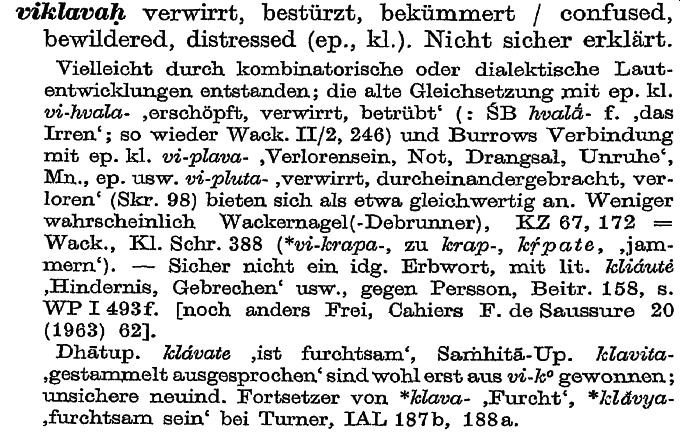 viklavaḥ verwirrt, bestürzt, bekümmert / confused,
bewildered, distressed (ep., kl.). Nicht sicher erklärt.
Vielleicht durch kombinatorische oder dialektische Laut-
entwicklungen entstanden; die alte Gleichsetzung mit ep. kl.
vi-hvala- ‚erschöpft, verwirrt, betrübt‘ (: ŚB hvalā́- f. ‚das
Irren‘; so wieder Wack. II/2, 246) und Burrows Verbindung
mit ep. kl. vi-plava- ‚Verlorensein, Not, Drangsal, Unruhe‘,
Mn., ep. usw. vi-pluta- ‚verwirrt, durcheinandergebracht, ver-
loren‘ (Skr. 98) bieten sich als etwa gleichwertig an. Weniger
wahrscheinlich Wackernagel(-Debrunner), KZ 67, 172 =
Wack., Kl. Schr. 388 (*vi-krapa-, zu krap-, kŕ̥pate, ‚jam-
mern‘). — Sicher nicht ein idg. Erbwort, mit lit. kliáutė
‚Hindernis, Gebrechen‘ usw., gegen Persson, Beitr. 158, s.
WP I 493f. [noch anders Frei, Cahiers F. de Saussure 20
(1963) 62].
Dhātup. klávate ‚ist furchtsam‘, Saṁhitā-Up. klavita-
‚gestammelt ausgesprochen‘ sind wohl erst aus vi-k° gewonnen;
unsichere neuind. Fortsetzer von *klava- ‚Furcht‘, *klávya-
‚furchtsam sein‘ bei Turner, IAL 187b, 188a.